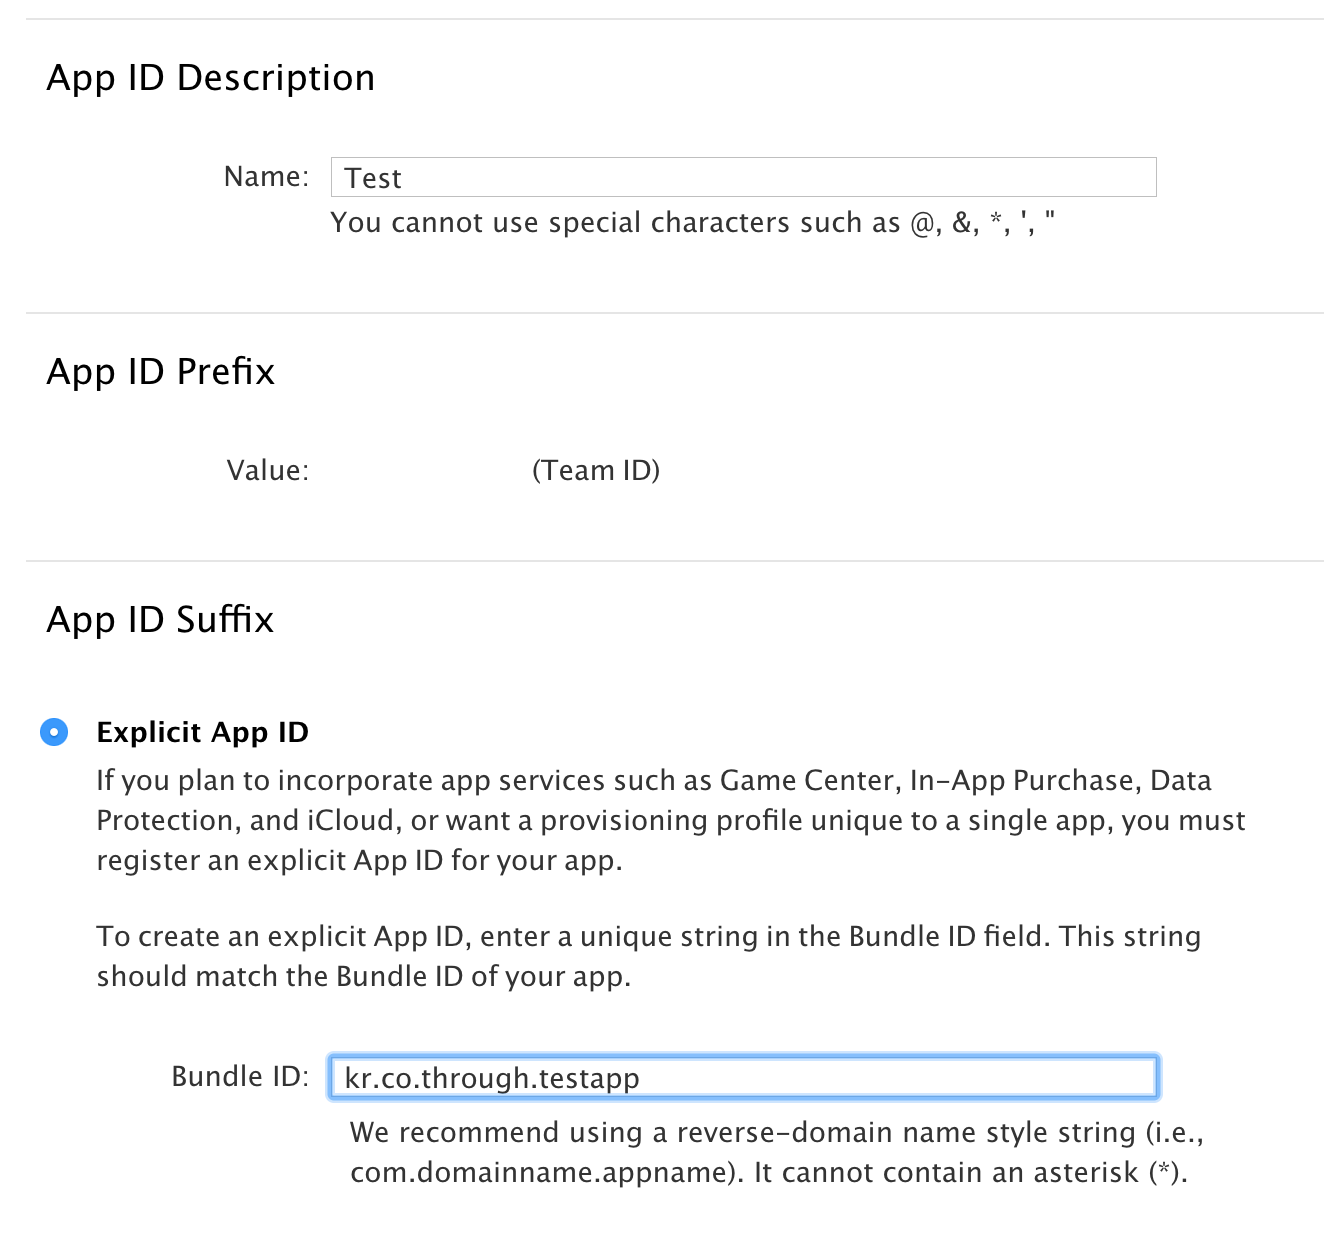 App ID Description
Name: Test
You cannot use special characters such as @, &, *, ', "
App ID Prefix
Value: (Team ID)
App ID Suffix
Explicit App ID
If you plan to incorporate app services such as Game Center, In-App Purchase, Data
Protection, and iCloud, or want a provisioning profile unique to a single app, you must
register an explicit App ID for your app.
To create an explicit App ID, enter a unique string in the Bundle ID field. This string
should match the Bundle ID of your app.
Bundle ID: kr.co.through.testapp
We recommend using a reverse-domain name style string (i.e.,
com.domainname.appname). It cannot contain an asterisk (*).